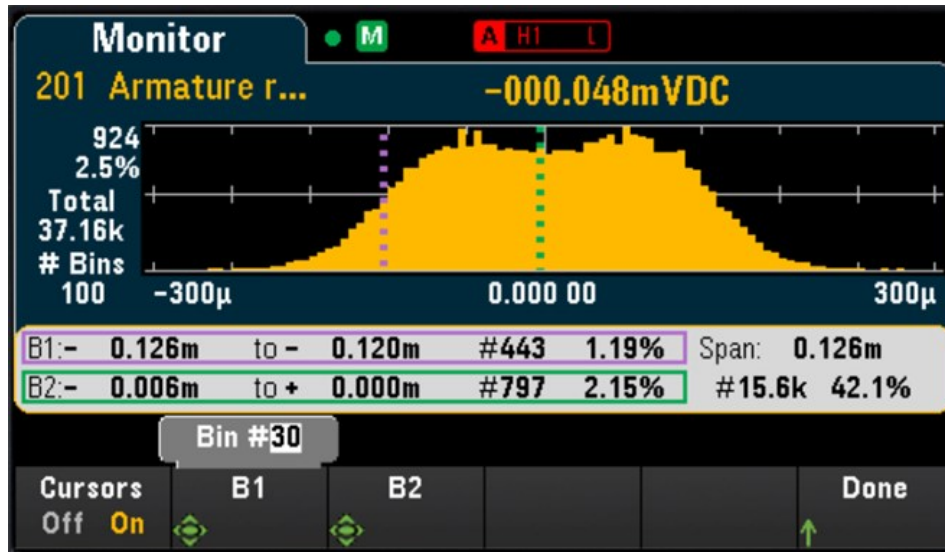 Monitor M A H1 L
201 Armature r... -000.048mVDC
924
2.5%
Total
37.16k
# Bins
100 -300µ 0.000 00 300µ
B1:- 0.126m to - 0.120m #443 1.19% Span: 0.126m
B2:- 0.006m to + 0.000m #797 2.15% #15.6k 42.1%
Bin #30
Cursors B1 B2 Done
Off On